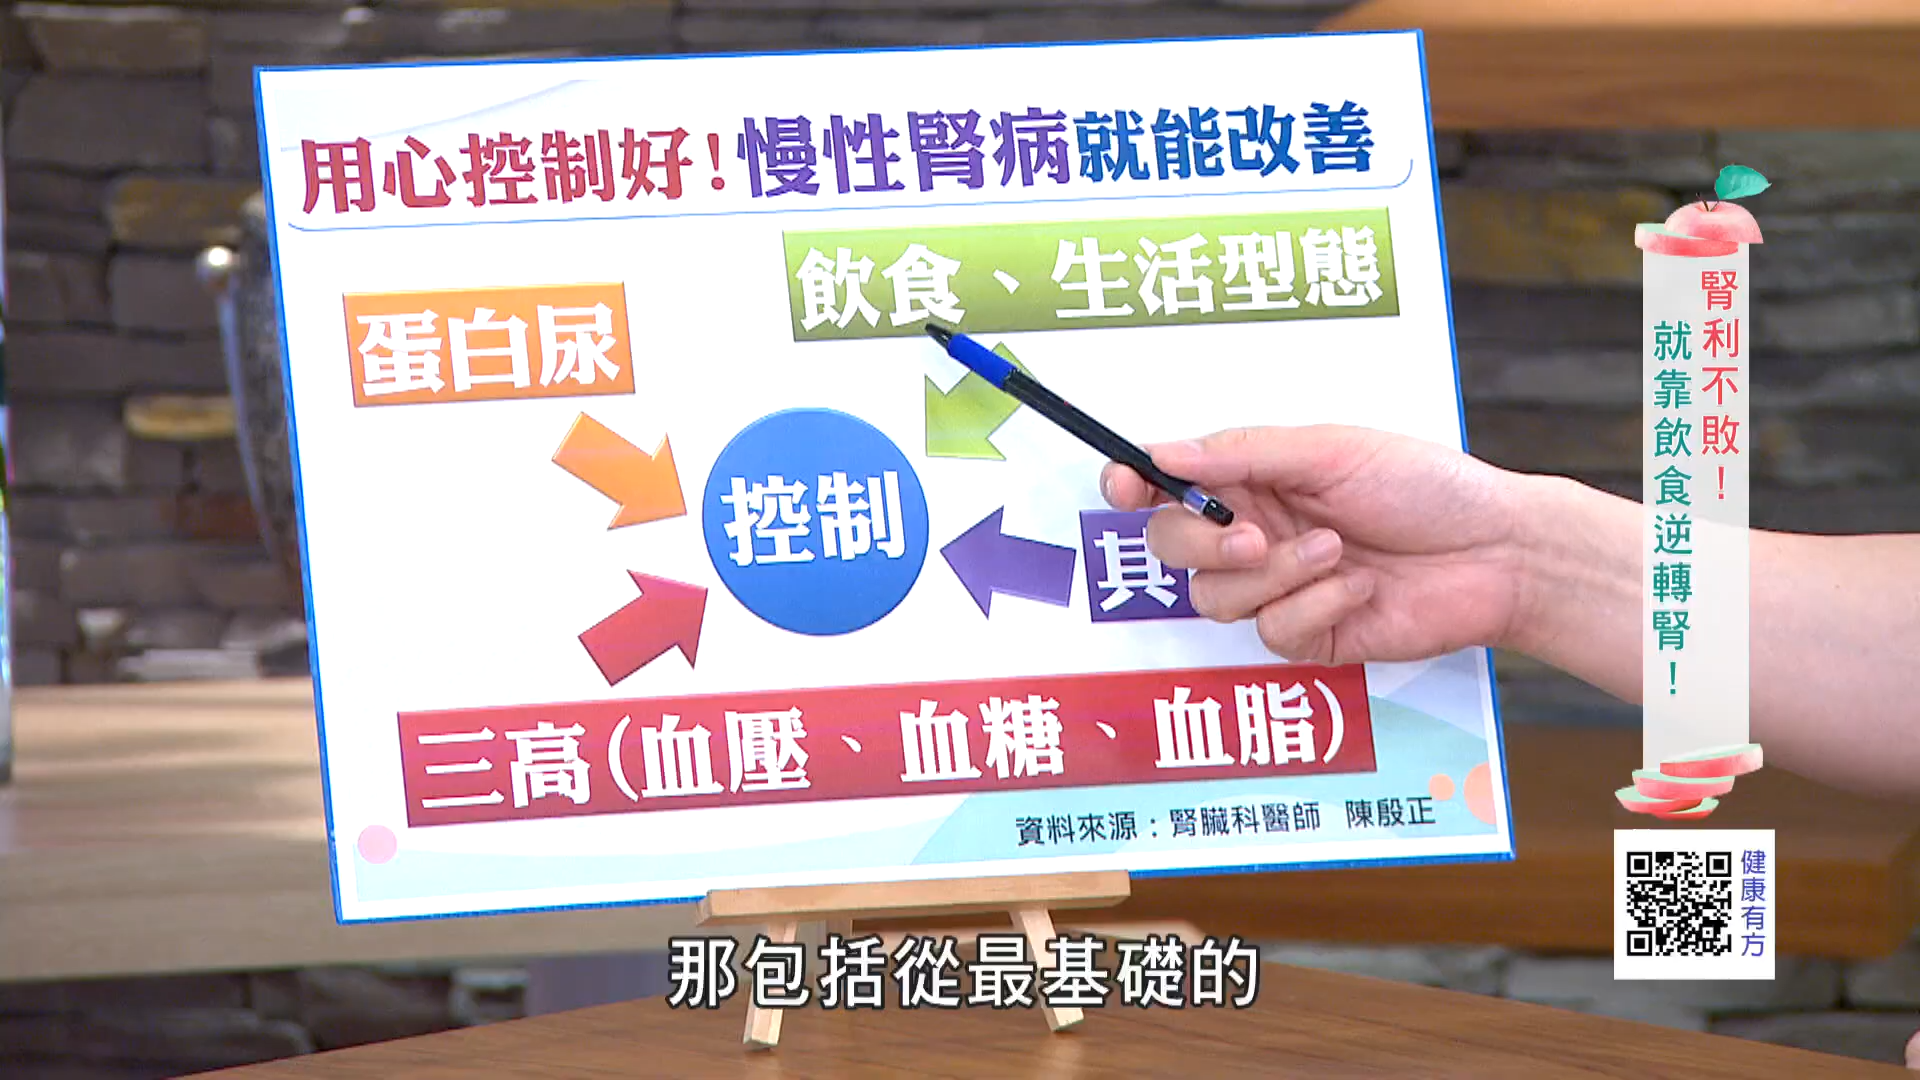 用心控制好!慢性腎病就能改善
飲食、生活型態
蛋白尿
控制
其
三高(血壓、血糖、血脂)
資料來源:腎臟科醫師 陳殷正
腎利不敗!
就靠飲食逆轉腎!
健康有方
那包括從最基礎的